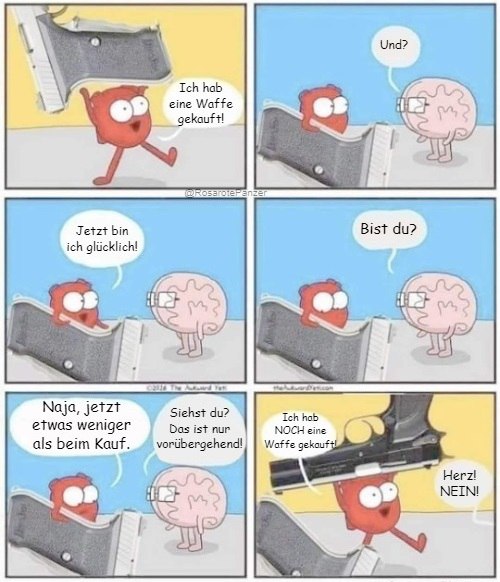 Ich hab
eine Waffe
gekauft!
Und?
@RosarotePanzer
Jetzt bin
ich glücklich!
Bist du?
©2016 The Awkward Yeti
theAwkwardYeti.com
Naja, jetzt
etwas weniger
als beim Kauf.
Siehst du?
Das ist nur
vorübergehend!
Ich hab
NOCH eine
Waffe gekauft!
Herz!
NEIN!